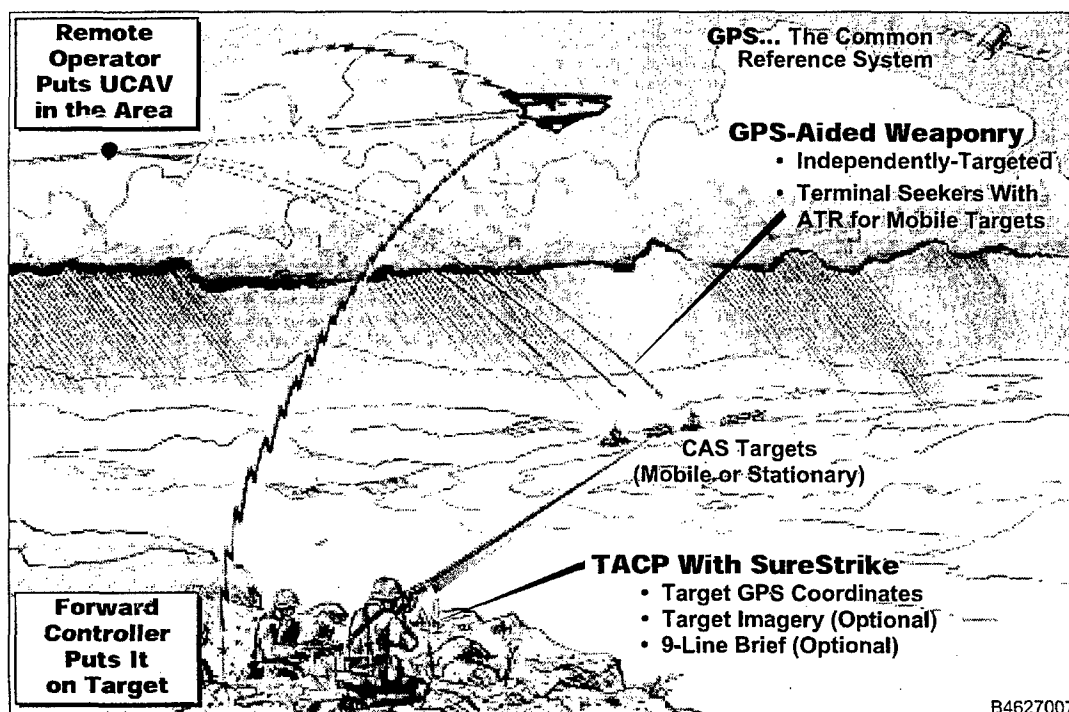 Remote
Operator
Puts UCAV
in the Area
GPS... The Common
Reference System
GPS-Aided Weaponry
• Independently-Targeted
• Terminal Seekers With
ATR for Mobile Targets
CAS Targets
(Mobile or Stationary)
TACP With SureStrike
• Target GPS Coordinates
• Target Imagery (Optional)
• 9-Line Brief (Optional)
Forward
Controller
Puts It
on Target
B4627007